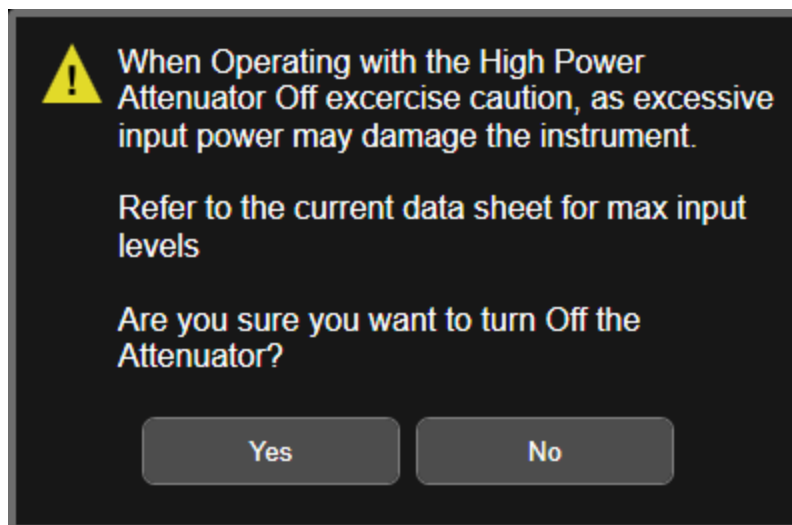 When Operating with the High Power
Attenuator Off excercise caution, as excessive
input power may damage the instrument.
Refer to the current data sheet for max input
levels
Are you sure you want to turn Off the
Attenuator?
Yes
No